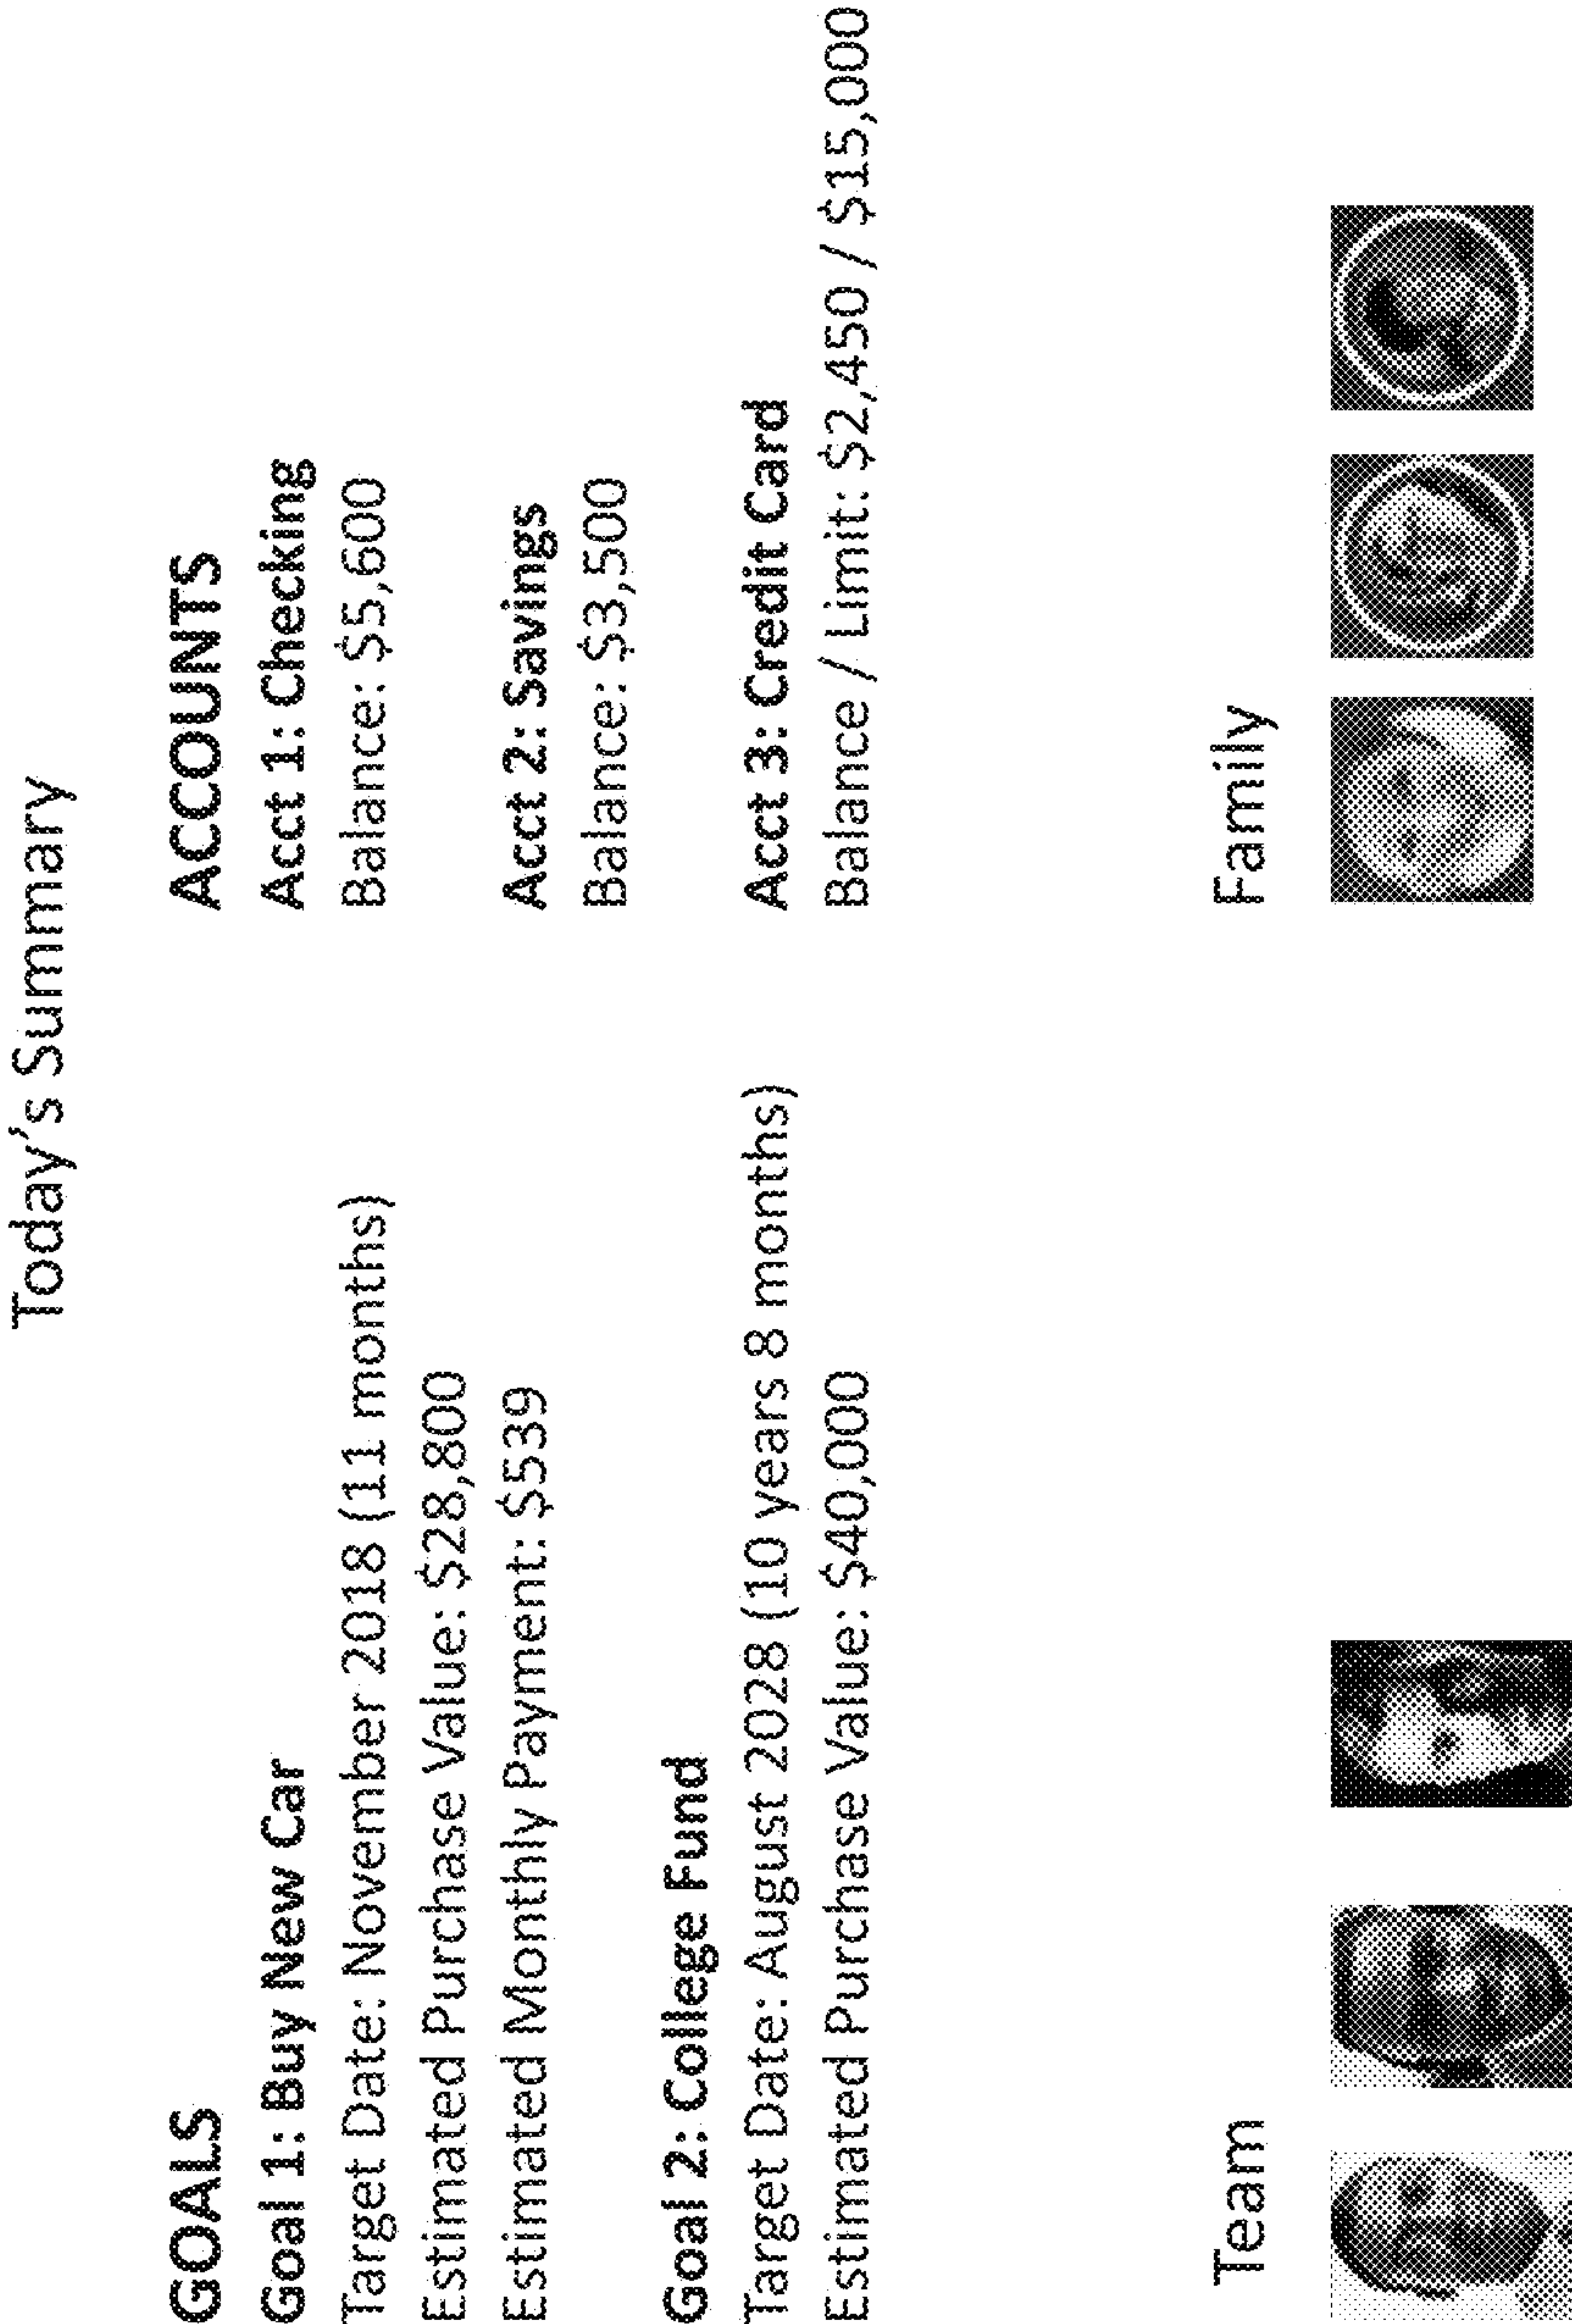 Today's Summary
GOALS
Goal 1: Buy New Car
Target Date: November 2018 (11 months)
Estimated Purchase Value: $28,800
Estimated Monthly Payment: $539
Goal 2: College Fund
Target Date: August 2028 (10 years 8 months)
Estimated Purchase Value: $40,000
ACCOUNTS
Acct 1: Checking
Balance: $5,600
Acct 2: Savings
Balance: $3,500
Acct 3: Credit Card
Balance / Limit: $2,450 / $15,000
Team
Family